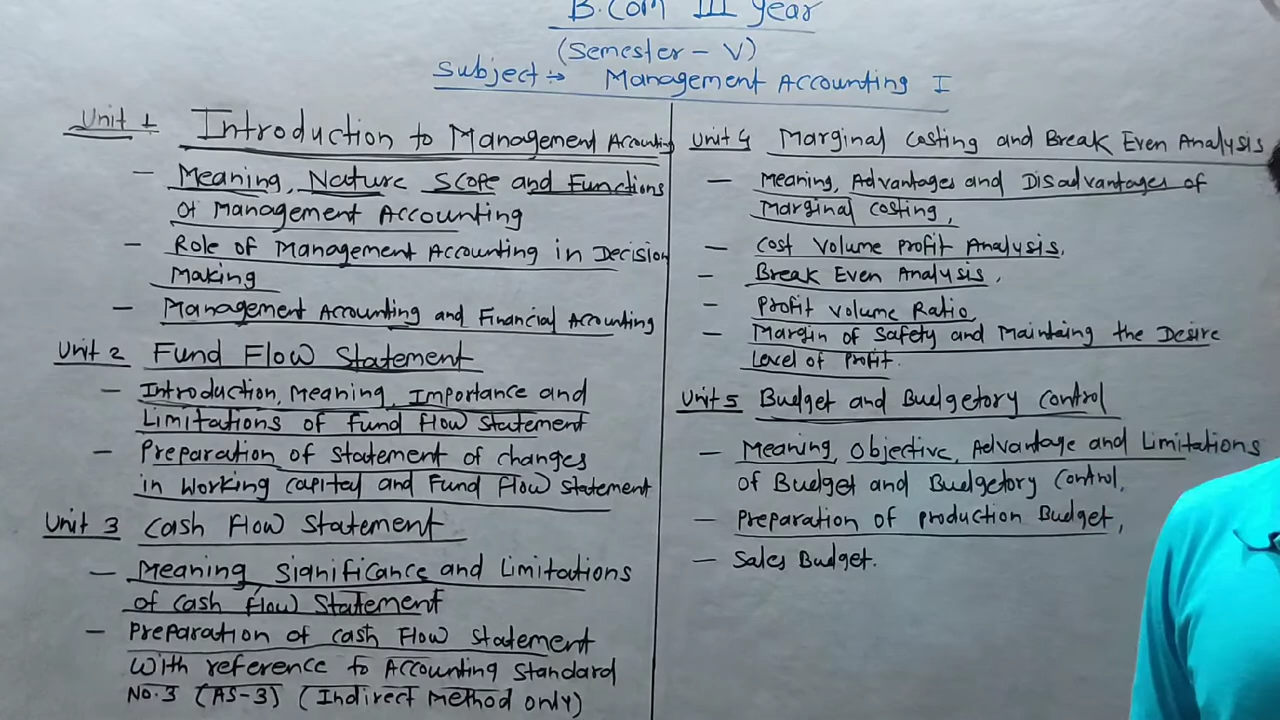 B.Com III year
(Semester - V)
Subject :→ Management Accounting I
Unit 1 Introduction to Management Accounting
- Meaning, Nature Scope and Functions
of Management Accounting
- Role of Management Accounting in Decision
Making
- Management Accounting and Financial Accounting
Unit 2 Fund Flow Statement
- Introduction, Meaning, Importance and
Limitations of Fund Flow Statement
- Preparation of Statement of changes
in Working Capital and Fund Flow Statement
Unit 3 Cash Flow Statement
- Meaning, Significance and Limitations
of Cash Flow Statement
- Preparation of Cash Flow Statement
With reference to Accounting Standard
No.3 (AS-3) (Indirect Method only)
Unit 4 Marginal Costing and Break Even Analysis
- Meaning, Advantages and Disadvantages of
Marginal Costing,
- Cost Volume Profit Analysis,
- Break Even Analysis,
- Profit Volume Ratio
- Margin of Safety and Maintaing the Desire
Level of Profit.
Unit 5 Budget and Budgetory Control
- Meaning, Objective, Advantage and Limitations
of Budget and Budgetory Control,
- Preparation of production Budget,
- Sales Budget.